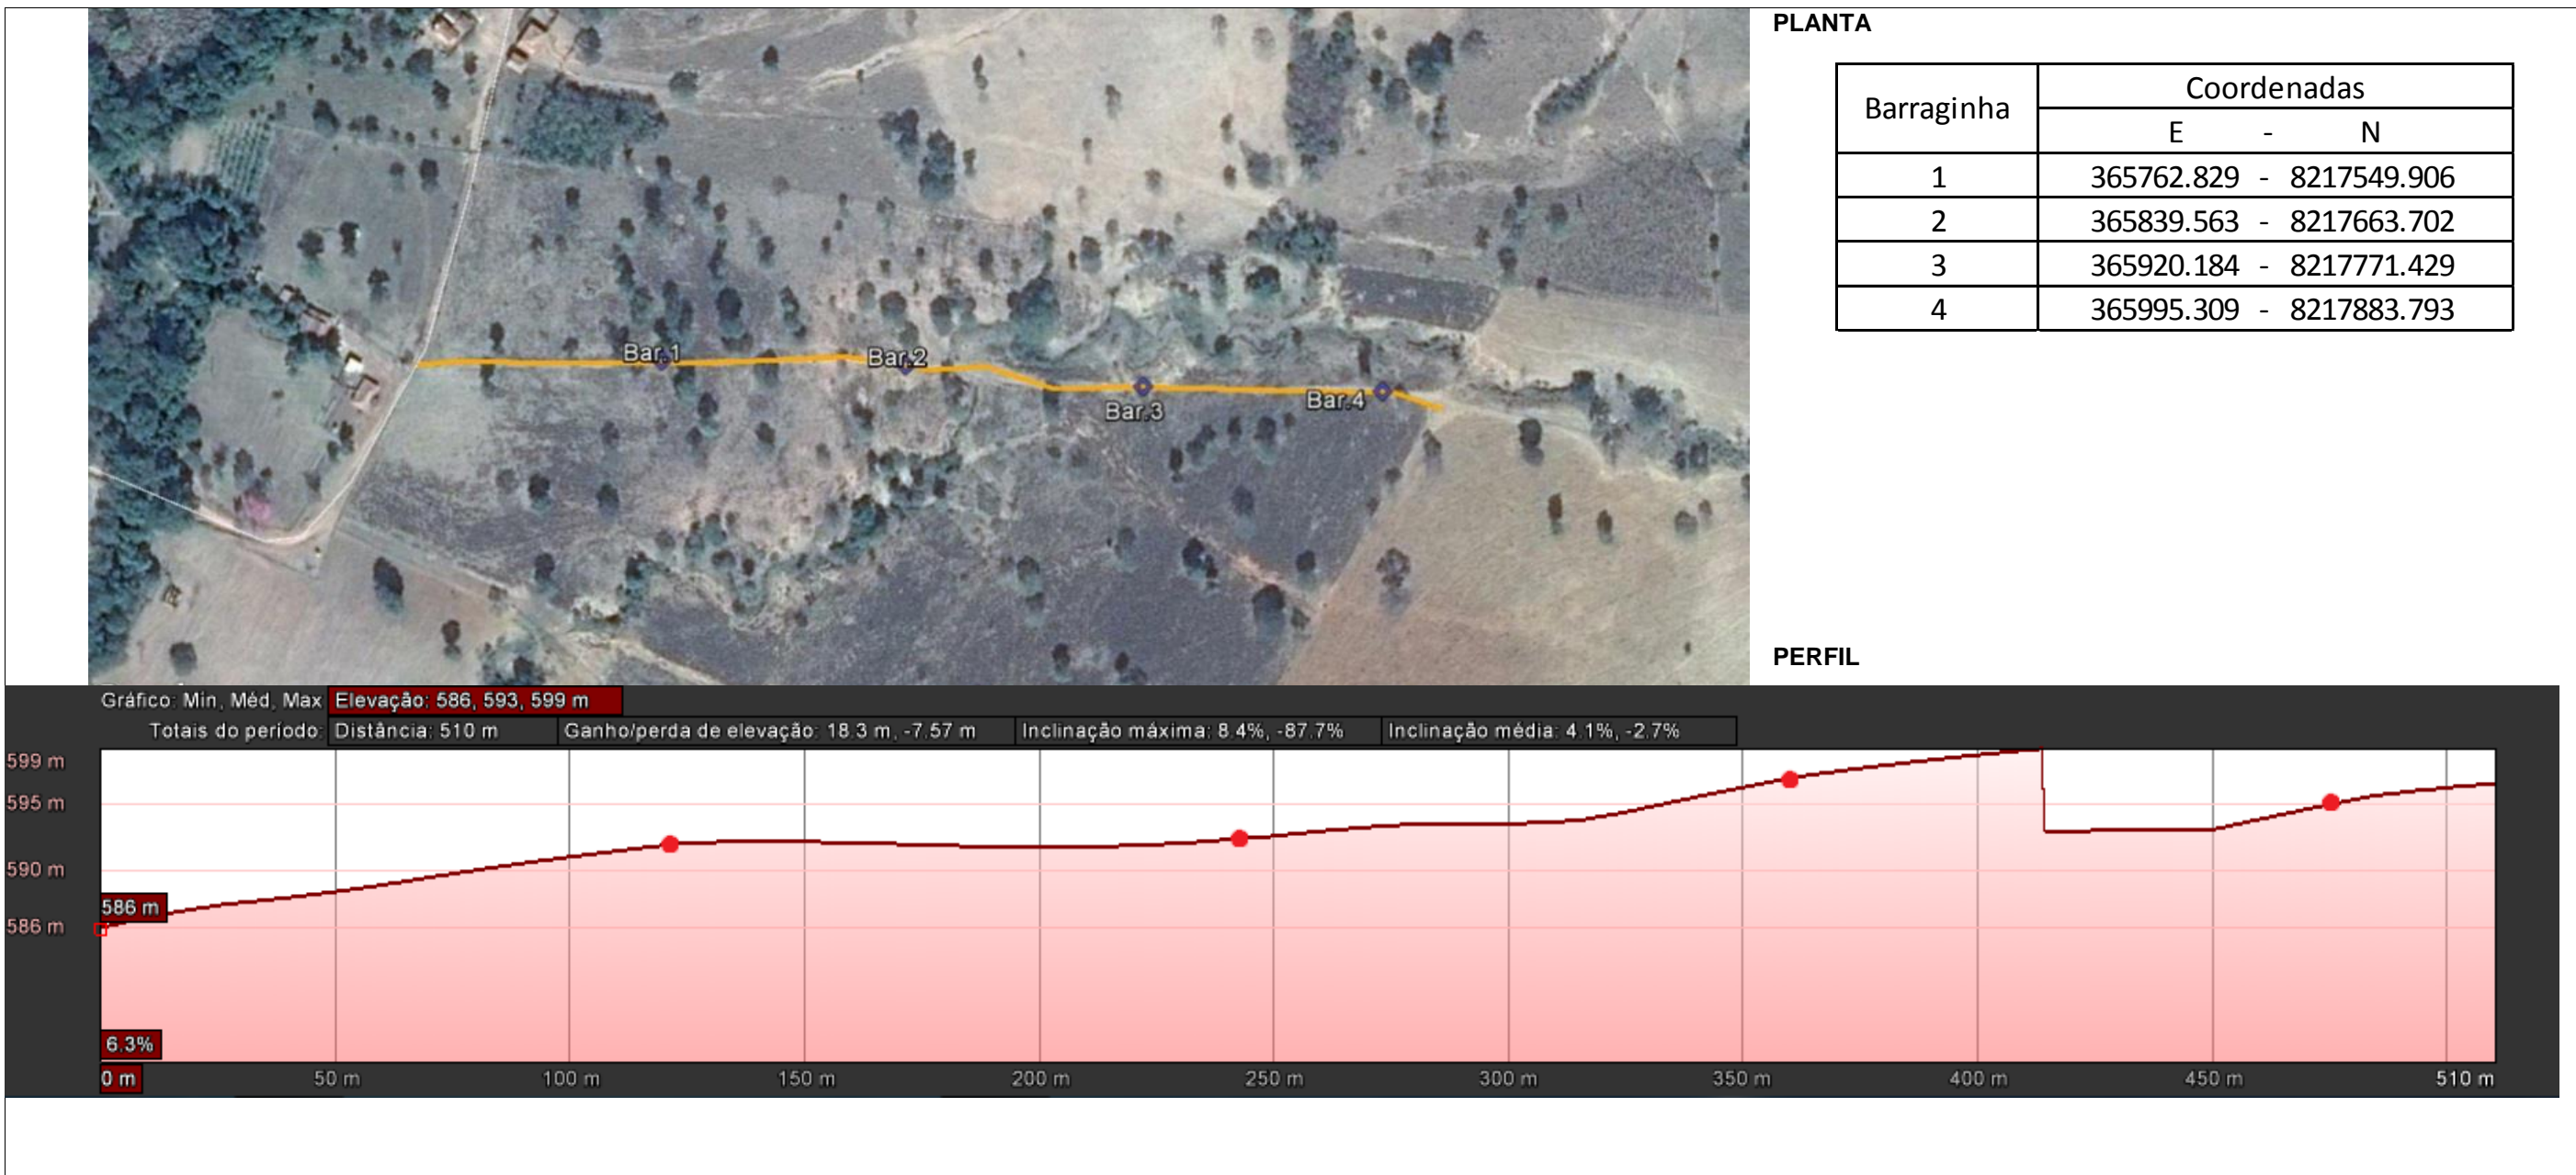 PLANTA
Barraginha
Coordenadas
E - N
1 365762.829 - 8217549.906
2 365839.563 - 8217663.702
3 365920.184 - 8217771.429
4 365995.309 - 8217883.793
Bar.1
Bar.2
Bar.3
Bar.4
PERFIL
Gráfico: Min, Méd, Max Elevação: 586, 593, 599 m
Totais do período: Distância: 510 m Ganho/perda de elevação: 18.3 m, -7.57 m Inclinação máxima: 8.4%, -87.7% Inclinação média: 4.1%, -2.7%
599 m
595 m
590 m
586 m
586 m
6.3%
0 m 50 m 100 m 150 m 200 m 250 m 300 m 350 m 400 m 450 m 510 m